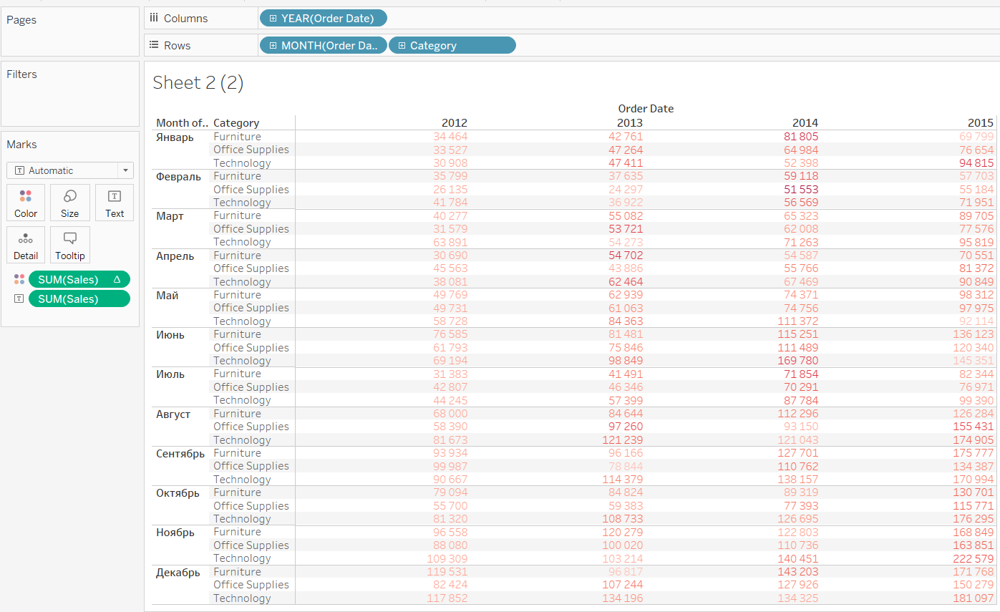 Pages
Columns
YEAR(Order Date)
Rows
MONTH(Order Da..
Category
Filters
Marks
Automatic
Color
Size
Text
Detail
Tooltip
SUM(Sales) Δ
SUM(Sales)
Sheet 2 (2)
Order Date
Month of.. Category 2012 2013 2014 2015
Январь Furniture 34 464 42 761 81 805 69 799
Office Supplies 33 527 47 264 64 984 76 654
Technology 30 908 47 411 52 398 94 815
Февраль Furniture 35 799 37 635 59 118 57 703
Office Supplies 26 135 24 297 51 553 55 184
Technology 41 784 36 922 56 569 71 951
Март Furniture 40 277 55 082 65 323 89 705
Office Supplies 31 579 53 721 62 008 77 576
Technology 63 891 54 273 71 263 95 819
Апрель Furniture 30 690 54 702 54 587 70 551
Office Supplies 45 563 43 886 55 766 81 372
Technology 38 081 62 464 67 469 90 849
Май Furniture 49 769 62 939 74 371 98 312
Office Supplies 49 731 61 063 74 756 97 975
Technology 58 728 84 363 111 372 92 114
Июнь Furniture 76 585 81 481 115 251 136 123
Office Supplies 61 793 75 846 111 489 120 340
Technology 69 194 98 849 169 780 145 351
Июль Furniture 31 383 41 491 71 854 82 344
Office Supplies 42 807 46 346 70 291 76 971
Technology 44 245 57 399 87 784 99 390
Август Furniture 68 000 84 644 112 296 126 284
Office Supplies 58 390 97 260 93 150 155 431
Technology 81 673 121 239 121 043 174 905
Сентябрь Furniture 93 934 96 166 127 701 175 777
Office Supplies 99 987 78 844 110 762 134 387
Technology 90 667 114 379 138 157 170 994
Октябрь Furniture 79 094 84 824 89 319 130 701
Office Supplies 55 700 59 383 77 393 115 771
Technology 81 320 108 733 126 695 176 295
Ноябрь Furniture 96 558 120 279 122 803 168 849
Office Supplies 88 080 100 020 110 736 163 851
Technology 109 309 103 214 140 451 222 579
Декабрь Furniture 119 531 96 817 143 203 171 768
Office Supplies 82 424 107 244 127 926 150 279
Technology 117 852 134 196 134 325 181 097